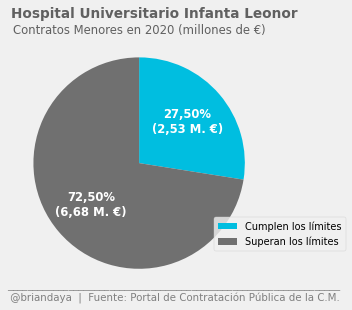 Hospital Universitario Infanta Leonor
Contratos Menores en 2020 (millones de €)
27,50%
(2,53 M. €)
72,50%
(6,68 M. €)
Cumplen los límites
Superan los límites
@briandaya | Fuente: Portal de Contratación Pública de la C.M.